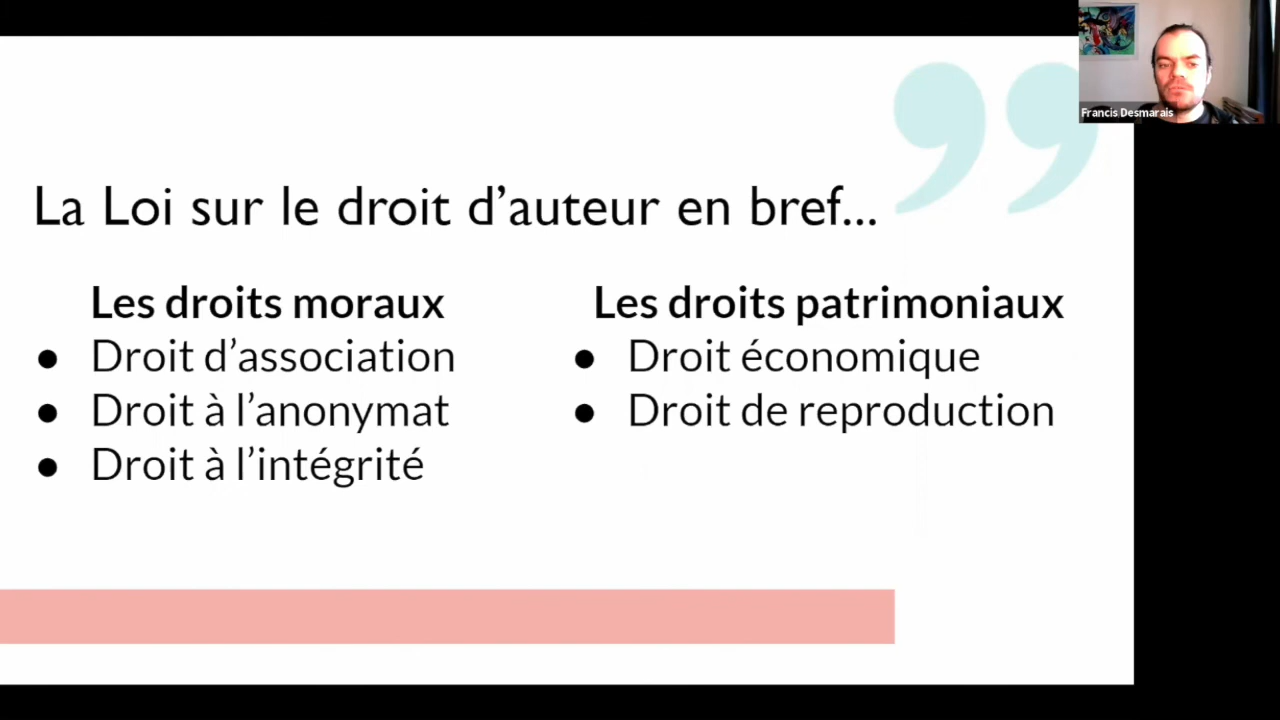 Francis Desmarais
La Loi sur le droit d’auteur en bref...
Les droits moraux
● Droit d’association
● Droit à l’anonymat
● Droit à l’intégrité
Les droits patrimoniaux
● Droit économique
● Droit de reproduction